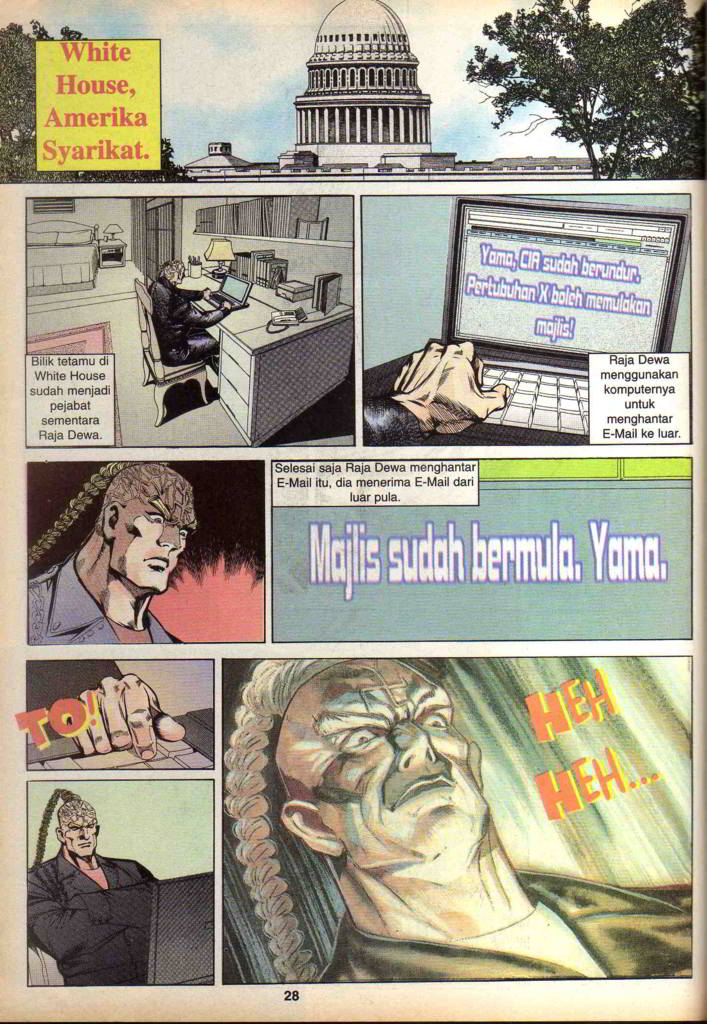 White
House,
Amerika
Syarikat.
Bilik tetamu di
White House
sudah menjadi
pejabat
sementara
Raja Dewa.
Yama, CIA sudah berundur.
Pertubuhan X boleh memulakan
majlis!
Raja Dewa
menggunakan
komputernya
untuk
menghantar
E-Mail ke luar.
Selesai saja Raja Dewa menghantar
E-Mail itu, dia menerima E-Mail dari
luar pula.
Majlis sudah bermula. Yama.
TO!
HEH
HEH...
28